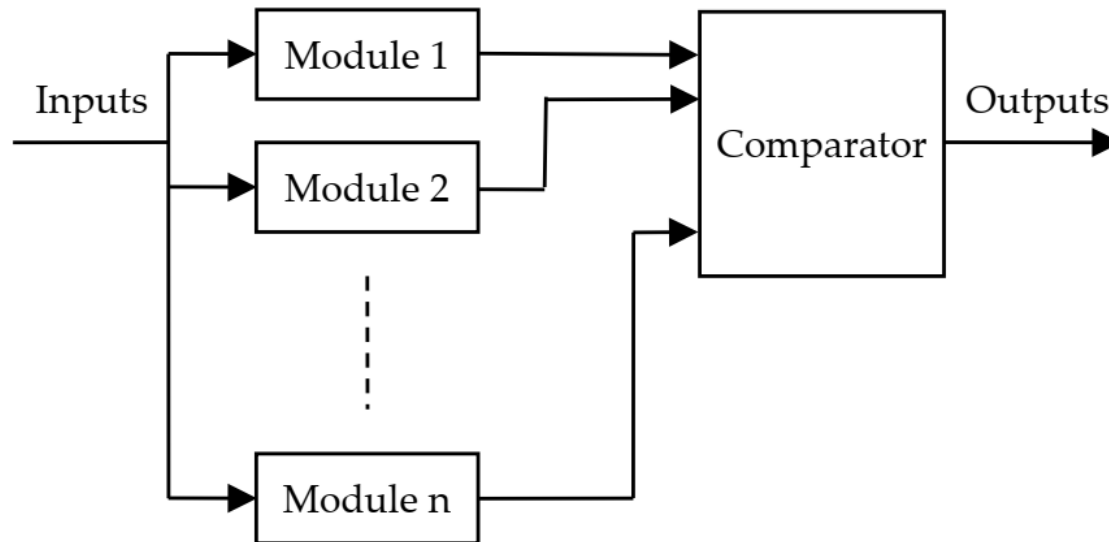 Module 1
Inputs
Outputs
Comparator
Module 2
Module n